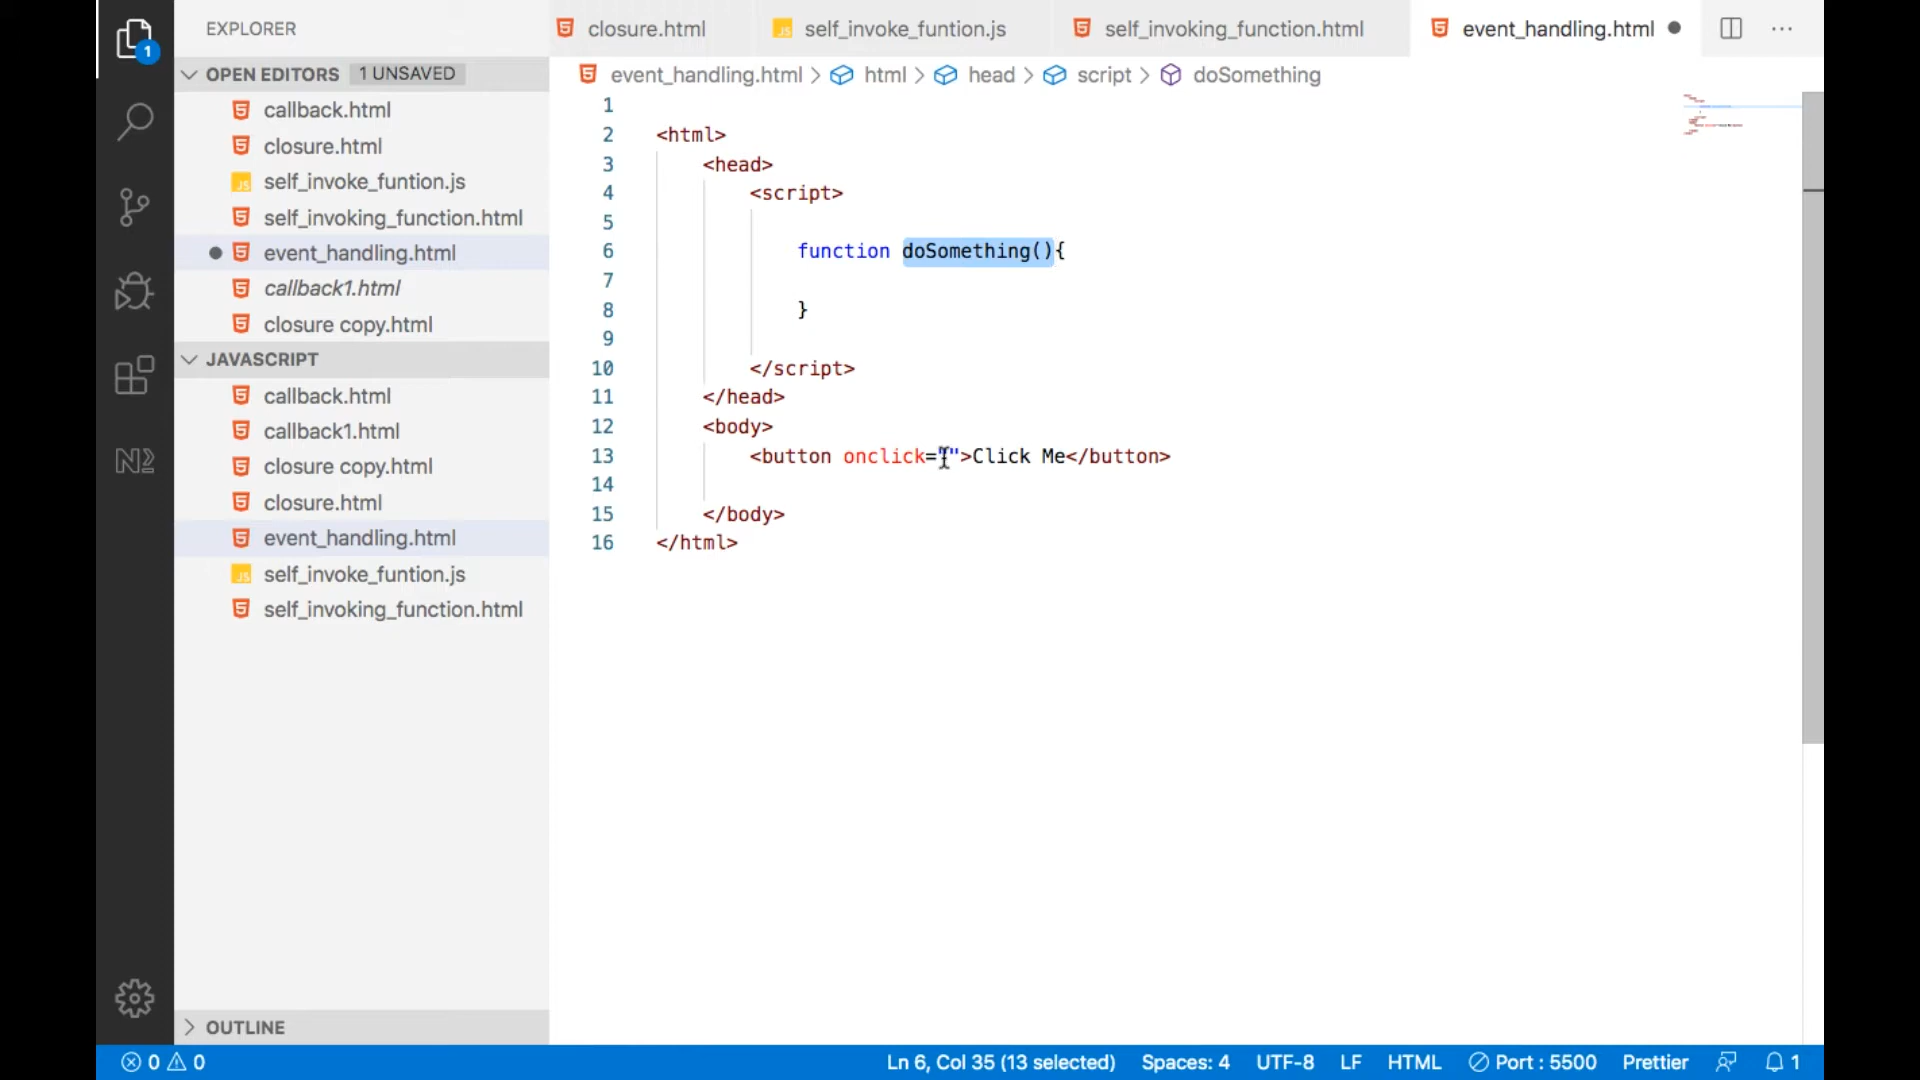 1
EXPLORER
OPEN EDITORS 1 UNSAVED
callback.html
closure.html
self_invoke_funtion.js
self_invoking_function.html
event_handling.html
callback1.html
closure copy.html
JAVASCRIPT
callback.html
callback1.html
closure copy.html
closure.html
event_handling.html
self_invoke_funtion.js
self_invoking_function.html
OUTLINE
closure.html self_invoke_funtion.js self_invoking_function.html event_handling.html
event_handling.html > html > head > script > doSomething
1
2 <html>
3 <head>
4 <script>
5
6 function doSomething(){
7
8 }
9
10 </script>
11 </head>
12 <body>
13 <button onclick="">Click Me</button>
14
15 </body>
16 </html>
0 0 Ln 6, Col 35 (13 selected) Spaces: 4 UTF-8 LF HTML Port : 5500 Prettier 1